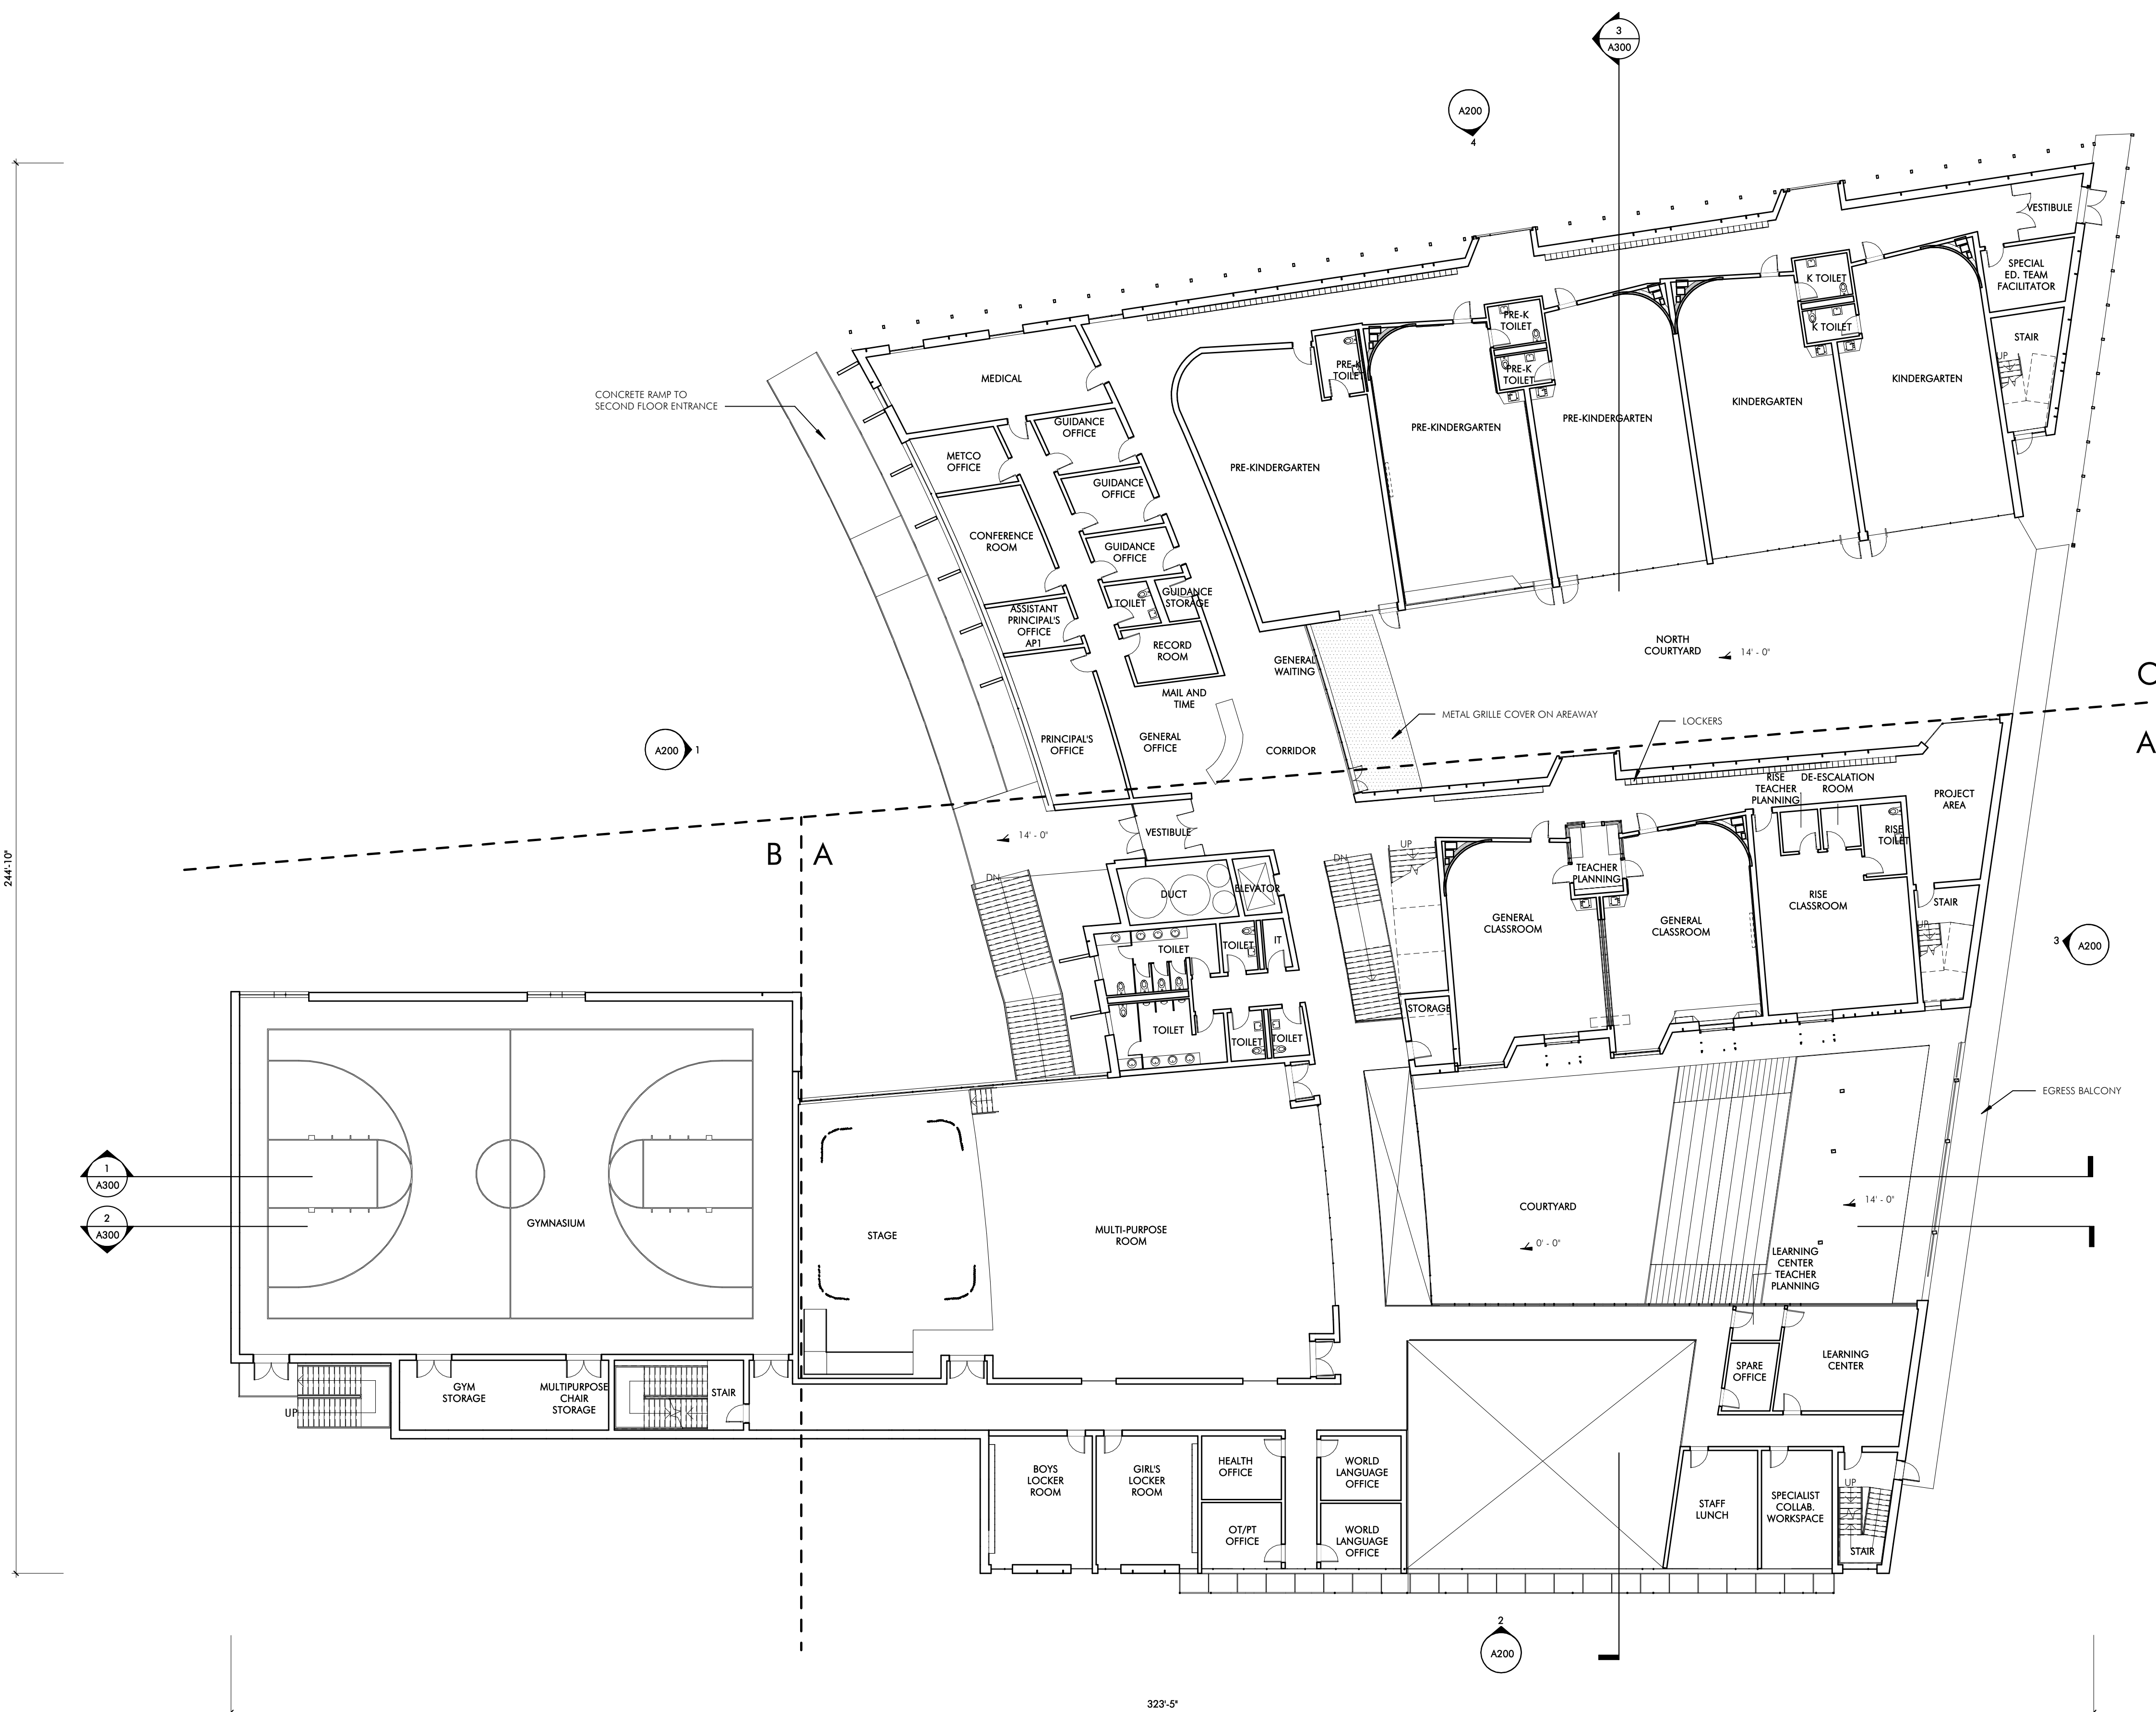 3
A300
A200
4
VESTIBULE
SPECIAL
ED. TEAM
FACILITATOR
K TOILET
K TOILET
STAIR
UP
PRE-K
TOILET
PRE-K
TOILET
PRE-K
TOILET
KINDERGARTEN
KINDERGARTEN
PRE-KINDERGARTEN
PRE-KINDERGARTEN
PRE-KINDERGARTEN
MEDICAL
CONCRETE RAMP TO
SECOND FLOOR ENTRANCE
GUIDANCE
OFFICE
METCO
OFFICE
GUIDANCE
OFFICE
CONFERENCE
ROOM
GUIDANCE
OFFICE
TOILET
GUIDANCE
STORAGE
ASSISTANT
PRINCIPAL'S
OFFICE
AP1
RECORD
ROOM
GENERAL
WAITING
NORTH
COURTYARD
14' - 0"
MAIL AND
TIME
METAL GRILLE COVER ON AREAWAY
LOCKERS
C
A
A200
1
PRINCIPAL'S
OFFICE
GENERAL
OFFICE
CORRIDOR
RISE
TEACHER
PLANNING
DE-ESCALATION
ROOM
PROJECT
AREA
14' - 0"
VESTIBULE
RISE
TOILET
B
A
244'-10"
DN
DUCT
ELEVATOR
DN
UP
TEACHER
PLANNING
RISE
CLASSROOM
STAIR
UP
GENERAL
CLASSROOM
GENERAL
CLASSROOM
3
A200
TOILET
TOILET
IT
STORAGE
TOILET
TOILET
TOILET
EGRESS BALCONY
1
A300
2
A300
GYMNASIUM
STAGE
MULTI-PURPOSE
ROOM
COURTYARD
0' - 0"
14' - 0"
LEARNING
CENTER
TEACHER
PLANNING
SPARE
OFFICE
LEARNING
CENTER
GYM
STORAGE
MULTIPURPOSE
CHAIR
STORAGE
STAIR
UP
BOYS
LOCKER
ROOM
GIRL'S
LOCKER
ROOM
HEALTH
OFFICE
WORLD
LANGUAGE
OFFICE
OT/PT
OFFICE
WORLD
LANGUAGE
OFFICE
STAFF
LUNCH
SPECIALIST
COLLAB.
WORKSPACE
UP
STAIR
2
A200
323'-5"